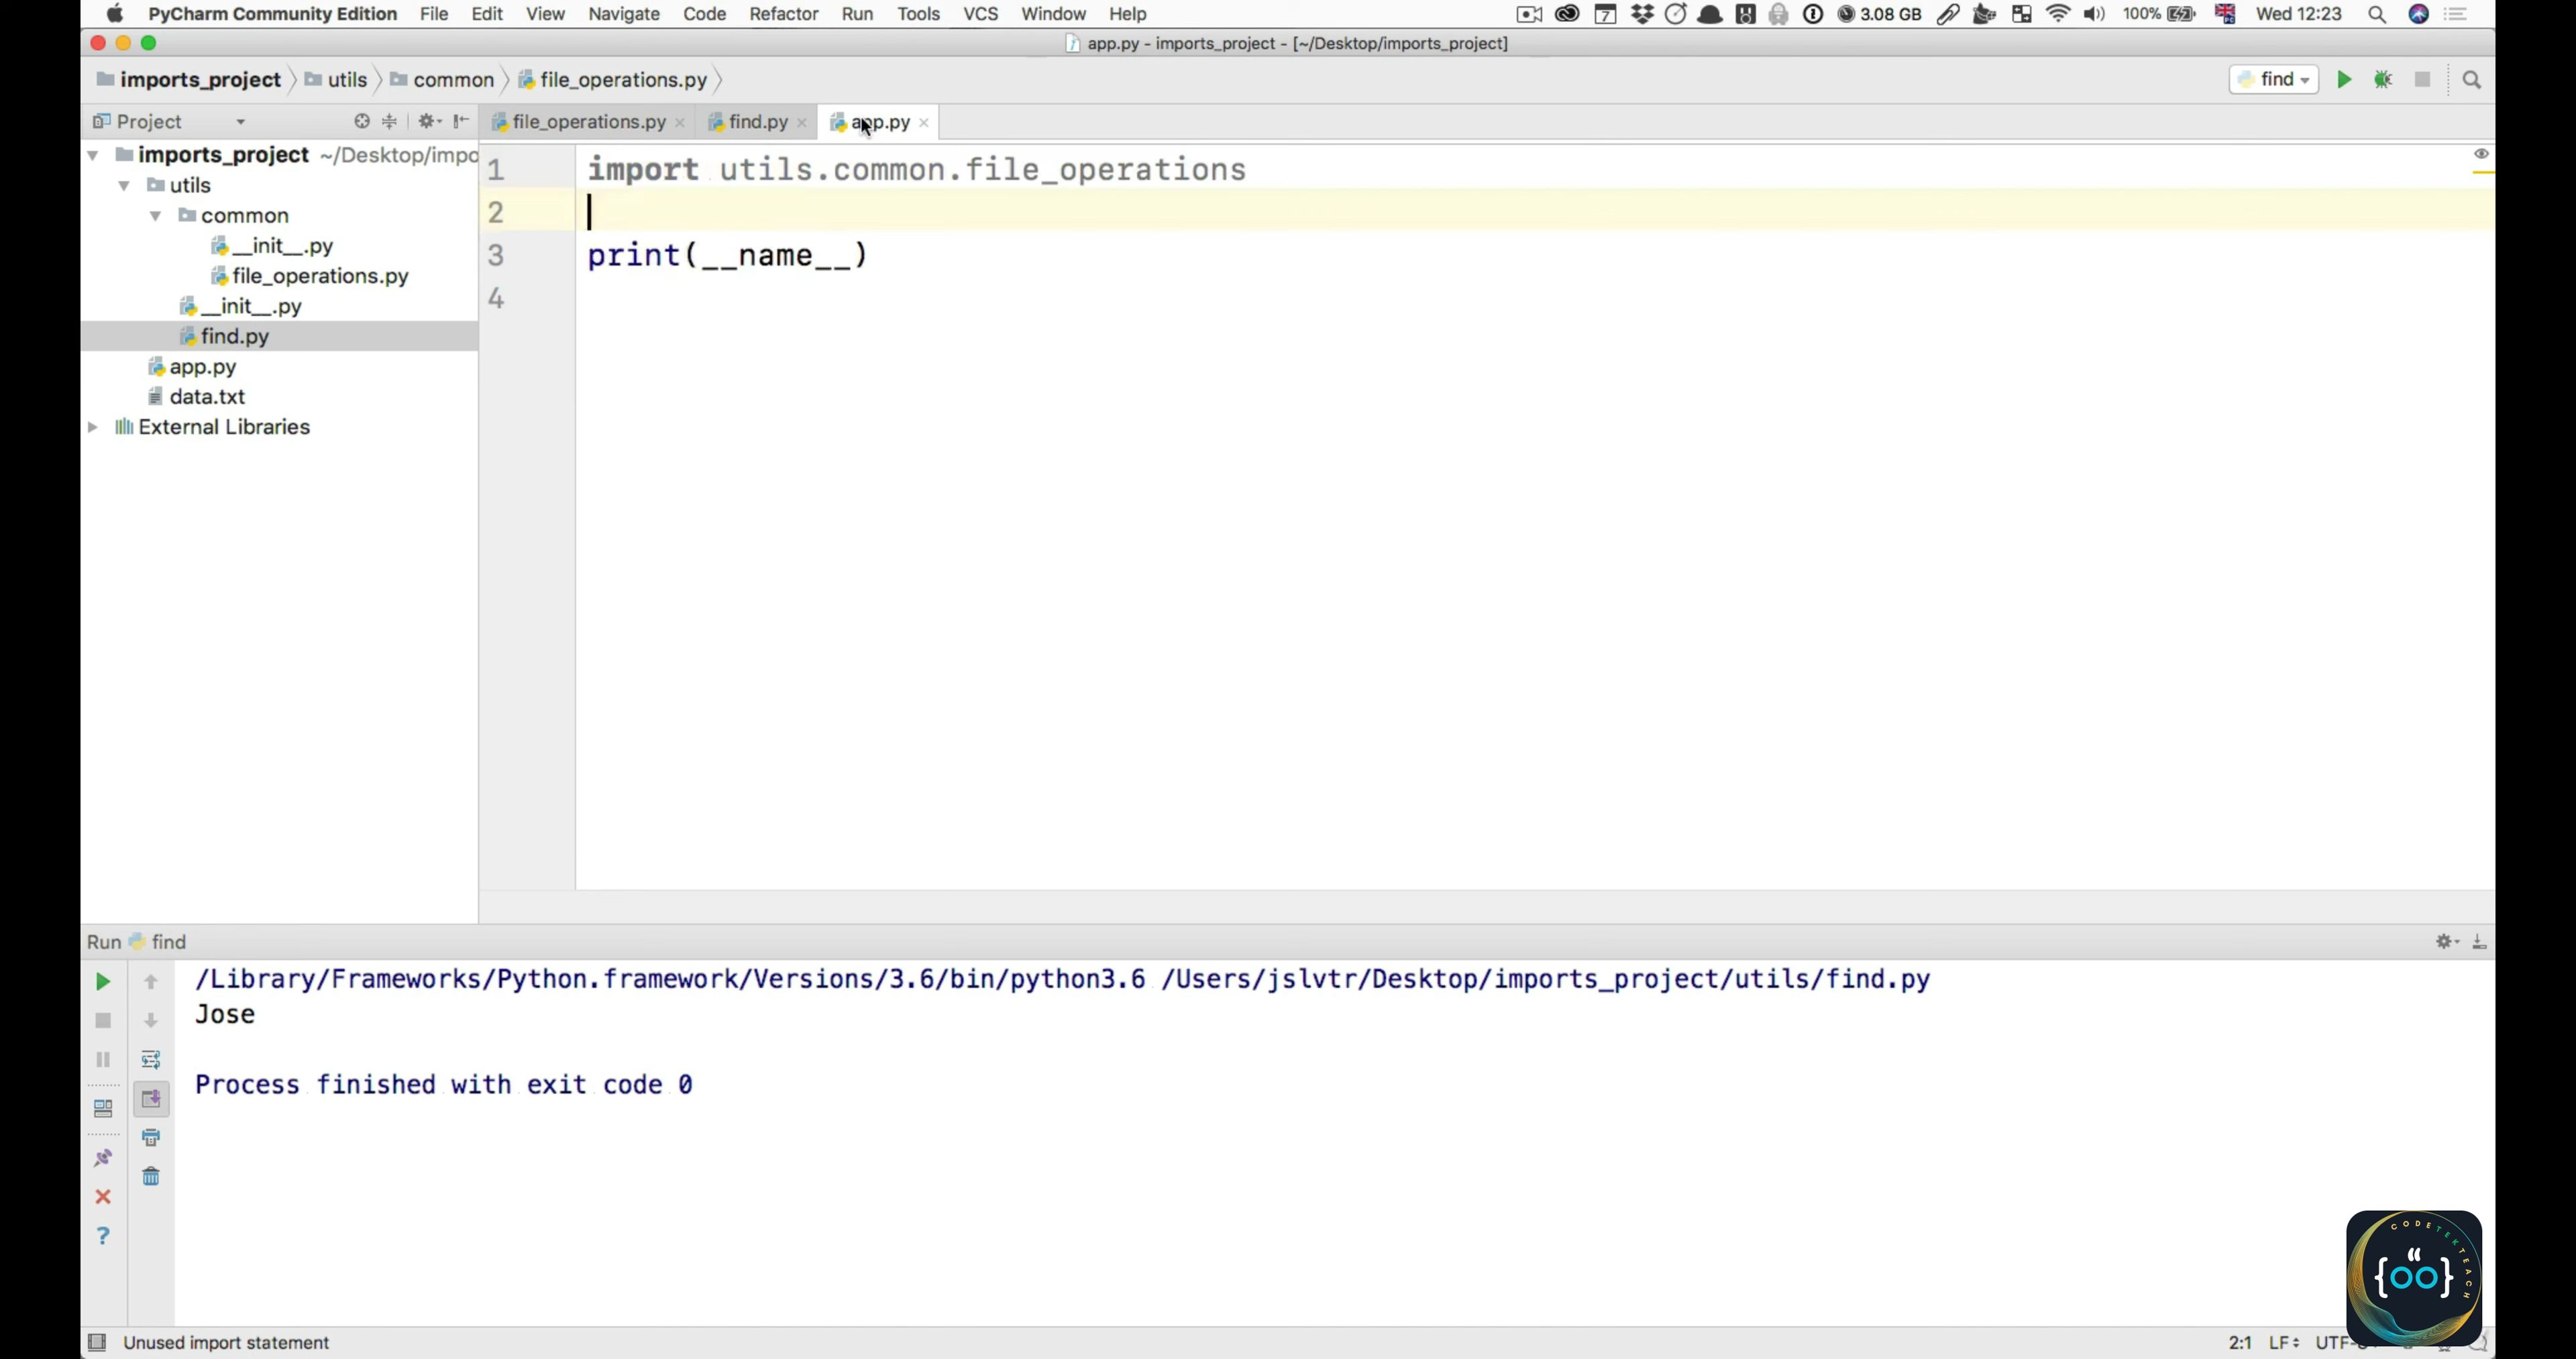 PyCharm Community Edition File Edit View Navigate Code Refactor Run Tools VCS Window Help 7 3.08 GB 100% Wed 12:23
app.py - imports_project - [~/Desktop/imports_project]
imports_project utils common file_operations.py find
Project
file_operations.py find.py app.py
imports_project ~/Desktop/impo
utils
common
__init__.py
file_operations.py
__init__.py
find.py
app.py
data.txt
External Libraries
1 import utils.common.file_operations
2
3 print(__name__)
4
Run find
/Library/Frameworks/Python.framework/Versions/3.6/bin/python3.6 /Users/jslvtr/Desktop/imports_project/utils/find.py
Jose
Process finished with exit code 0
CODETEKTEACH
Unused import statement 2:1 LF